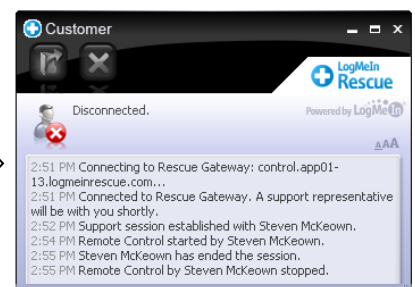 Customer
LogMeIn
Rescue
Disconnected.
Powered by LogMeIn
AAA
2:51 PM Connecting to Rescue Gateway: control.app01-
13.logmeinrescue.com...
2:51 PM Connected to Rescue Gateway. A support representative
will be with you shortly.
2:52 PM Support session established with Steven McKeown.
2:54 PM Remote Control started by Steven McKeown.
2:55 PM Steven McKeown has ended the session.
2:55 PM Remote Control by Steven McKeown stopped.